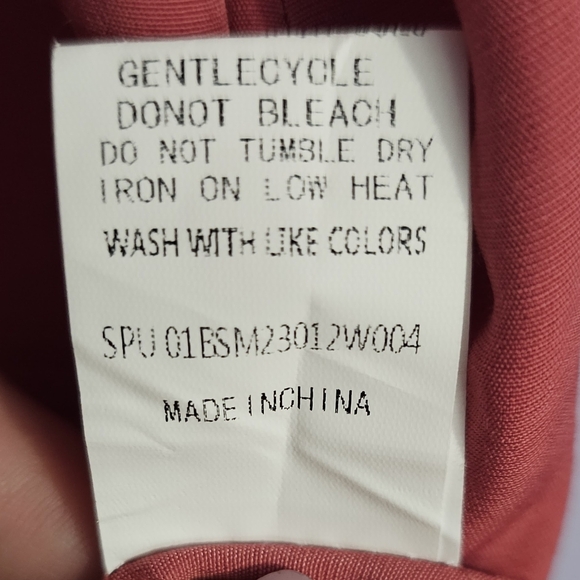 GENTLECYCLE
DONOT BLEACH
DO NOT TUMBLE DRY
IRON ON LOW HEAT
WASH WITH LIKE COLORS
SPU 01BSM23012W004
MADE INCHINA